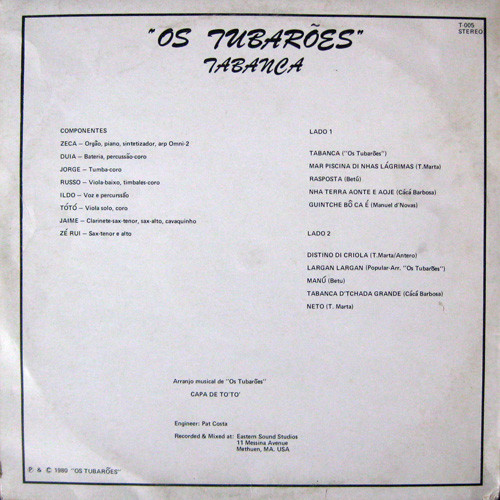 T-005
STEREO
"OS TUBARÕES"
TABANCA
COMPONENTES
ZECA — Orgão, piano, sintetizador, arp Omni-2
DUIA — Bateria, percussão-coro
JORGE — Tumba-coro
RUSSO — Viola-baixo, timbales-coro
ILDO — Voz e percurssão
TÓTÓ — Viola solo, coro
JAIME — Clarinete-sax-tenor, sax-alto, cavaquinho
ZÉ RUI — Sax-tenor e alto
LADO 1
TABANCA ("Os Tubarões")
MAR PISCINA DI NHAS LÁGRIMAS (T.Marta)
RASPOSTA (Betú)
NHA TERRA AONTE E AOJE (Cácá Barbosa)
GUINTCHE BÔ CA É (Manuel d'Novas)
LADO 2
DISTINO DI CRIOLA (T.Marta/Antero)
LARGAN LARGAN (Popular-Arr. "Os Tubarões")
MANÚ (Betu)
TABANCA D'TCHADA GRANDE (Cácá Barbosa)
NETO (T. Marta)
Arranjo musical de "Os Tubarões"
CAPA DE TO'TO'
Engineer: Pat Costa
Recorded & Mixed at: Eastern Sound Studios
11 Messina Avenue
Methuen, MA. USA
P. & © 1980 "OS TUBARÕES"